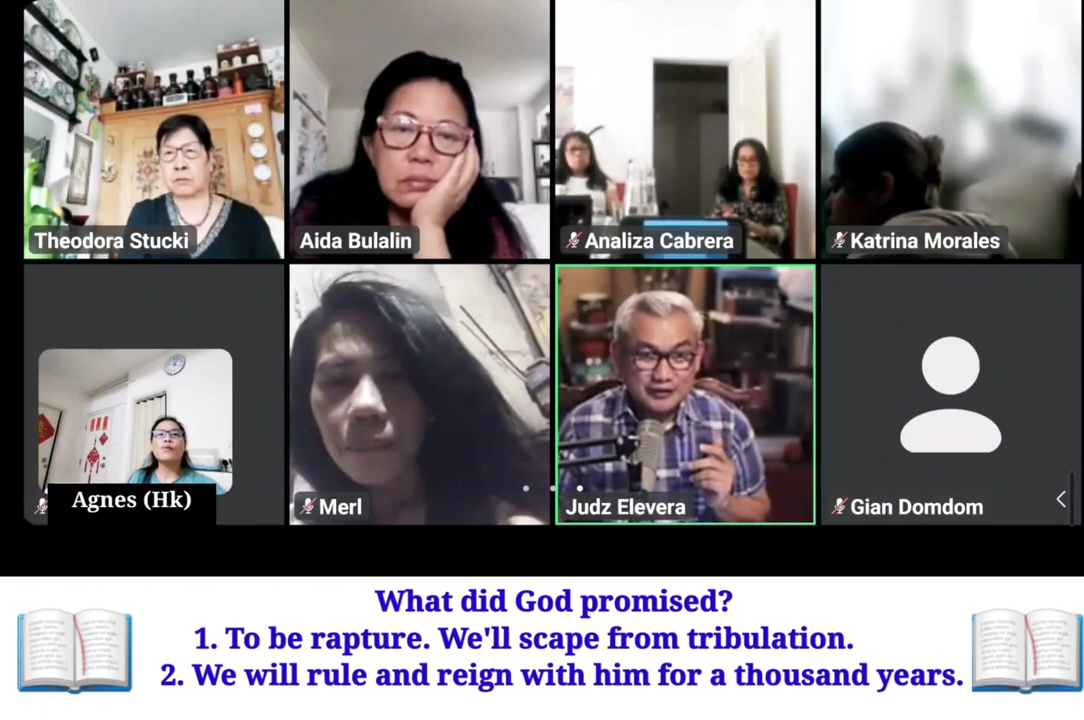 Theodora Stucki
Aida Bulalin
Analiza Cabrera
Katrina Morales
Agnes (Hk)
Merl
Judz Elevera
Gian Domdom
What did God promised?
1. To be rapture. We'll scape from tribulation.
2. We will rule and reign with him for a thousand years.